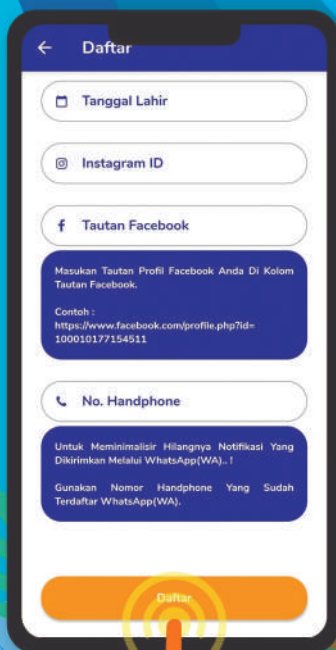 Daftar
Tanggal Lahir
Instagram ID
Tautan Facebook
Masukan Tautan Profil Facebook Anda Di Kolom
Tautan Facebook.
Contoh :
https://www.facebook.com/profile.php?id=
100010177154511
No. Handphone
Untuk Meminimalisir Hilangnya Notifikasi Yang
Dikirimkan Melalui WhatsApp(WA).. !
Gunakan Nomor Handphone Yang Sudah
Terdaftar WhatsApp(WA).
Daftar